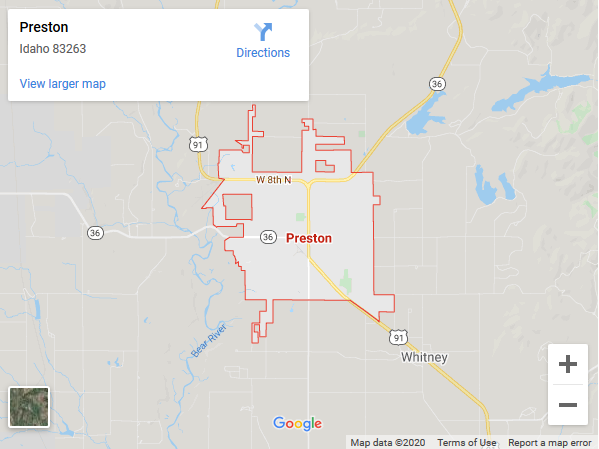 Preston
Idaho 83263
Directions
View larger map
36
91
W 8th N
36
36
Preston
Bear River
91
Whitney
Google
Map data ©2020 Terms of Use Report a map error